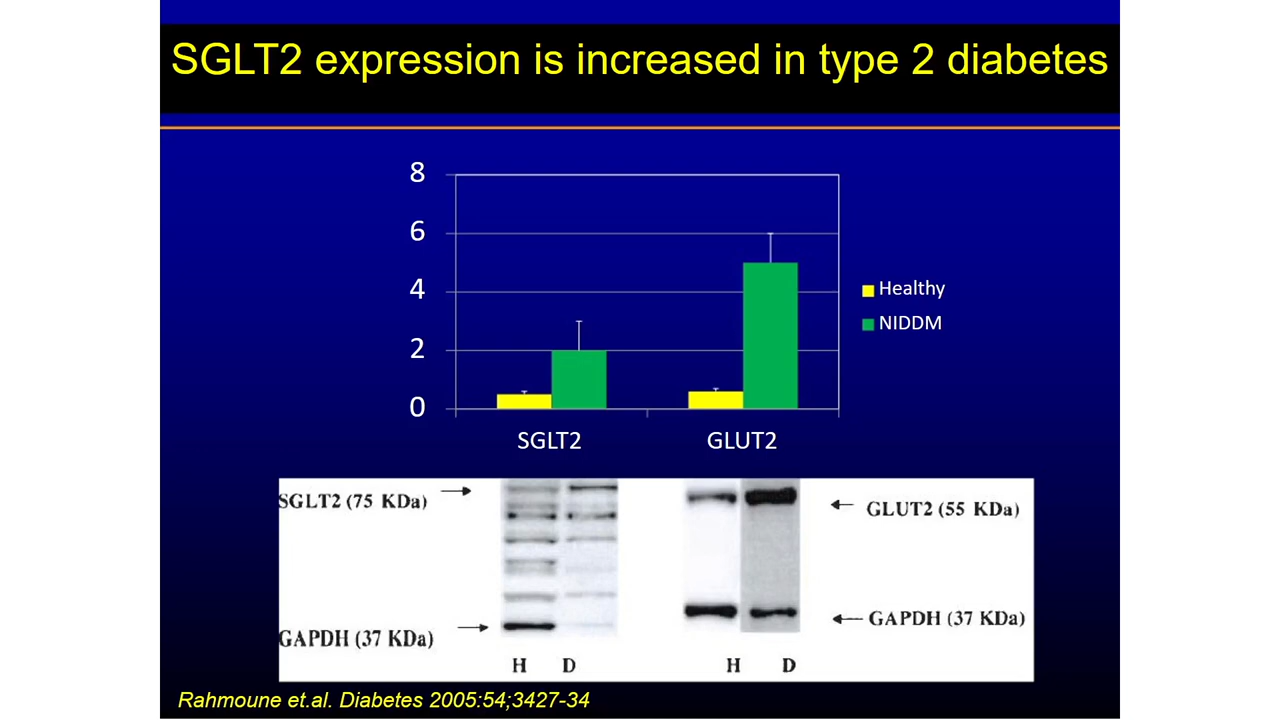 SGLT2 expression is increased in type 2 diabetes
8
6
4
2
0
SGLT2 GLUT2
Healthy
NIDDM
SGLT2 (75 KDa)
GLUT2 (55 KDa)
GAPDH (37 KDa)
GAPDH (37 KDa)
H D H D
Rahmoune et.al. Diabetes 2005:54;3427-34